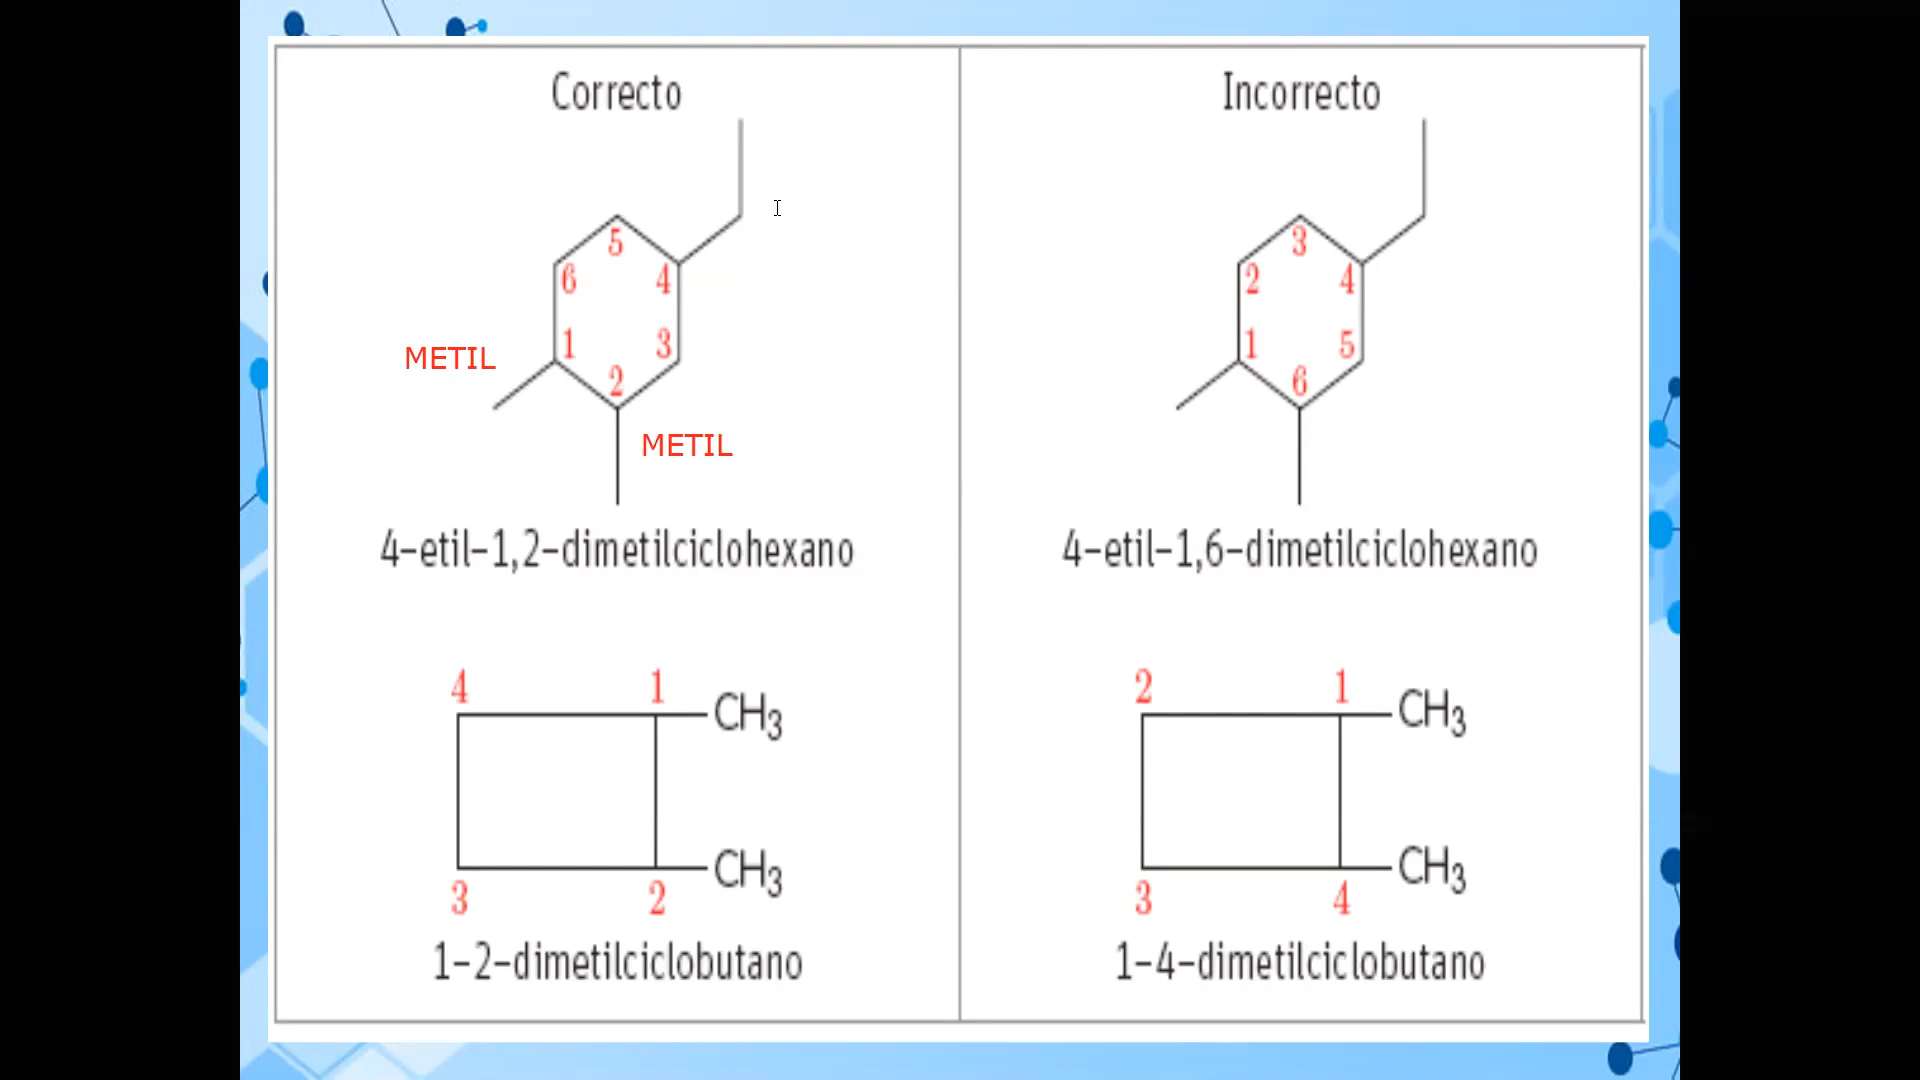 Correcto
5
6
4
METIL
1
3
2
METIL
4-etil-1,2-dimetilciclohexano
4
1
CH3
CH3
3
2
1-2-dimetilciclobutano
Incorrecto
3
2
4
1
5
6
4-etil-1,6-dimetilciclohexano
2
1
CH3
CH3
3
4
1-4-dimetilciclobutano